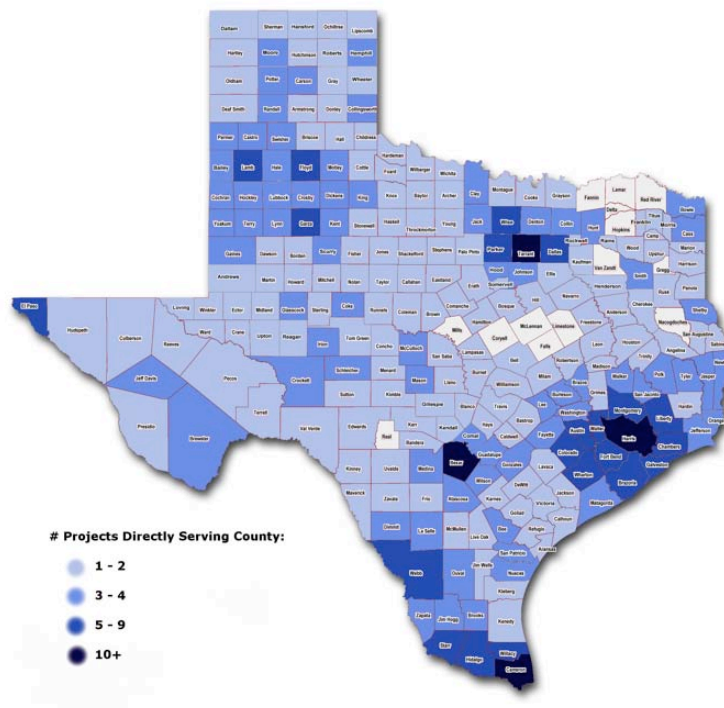 Dallam Sherman Hansford Ochiltree Lipscomb
Hartley Moore Hutchinson Roberts Hemphill
Oldham Potter Carson Gray Wheeler
Deaf Smith Randall Armstrong Donley Collingsworth
Parmer Castro Swisher Briscoe Hall Childress
Bailey Lamb Hale Floyd Motley Cottle Hardeman Foard Wilbarger Wichita
Cochran Hockley Lubbock Crosby Dickens King Knox Baylor Archer Clay Montague Cooke Grayson Fannin Lamar Red River Bowie
Yoakum Terry Lynn Garza Kent Stonewall Haskell Throckmorton Young Jack Wise Denton Collin Hunt Delta Hopkins Franklin Titus Morris Cass
Gaines Dawson Borden Scurry Fisher Jones Shackelford Stephens Palo Pinto Parker Tarrant Dallas Rockwall Kaufman Rains Wood Camp Upshur Marion
Andrews Martin Howard Mitchell Nolan Taylor Callahan Eastland Erath Hood Somervell Johnson Ellis Van Zandt Smith Gregg Harrison
El Paso Hudspeth Culberson Reeves Loving Winkler Ector Midland Glasscock Sterling Coke Runnels Coleman Brown Comanche Bosque Hill Navarro Henderson Rusk Panola
Ward Crane Upton Reagan Irion Tom Green Concho McCulloch San Saba Mills Hamilton Coryell McLennan Limestone Freestone Anderson Cherokee Nacogdoches Shelby
Jeff Davis Pecos Crockett Schleicher Menard Mason Llano Lampasas Burnet Bell Falls Robertson Leon Houston Angelina San Augustine Sabine
Presidio Brewster Terrell Val Verde Sutton Kimble Gillespie Blanco Williamson Milam Brazos Madison Grimes Walker Trinity Polk Tyler Jasper
Edwards Real Kerr Bandera Kendall Comal Hays Travis Bastrop Lee Burleson Washington Montgomery San Jacinto Liberty Hardin Orange
Kinney Uvalde Medina Bexar Guadalupe Caldwell Fayette Austin Waller Harris Chambers Jefferson
Maverick Zavala Frio Atascosa Wilson Gonzales Lavaca Colorado Wharton Fort Bend Brazoria Galveston
Dimmit La Salle McMullen Live Oak Karnes DeWitt Goliad Victoria Jackson Matagorda Calhoun
Webb Duval Jim Wells Bee San Patricio Refugio Aransas Nueces Kleberg
Zapata Jim Hogg Brooks Kenedy
Starr Hidalgo Willacy
Cameron
# Projects Directly Serving County:
1 - 2
3 - 4
5 - 9
10+